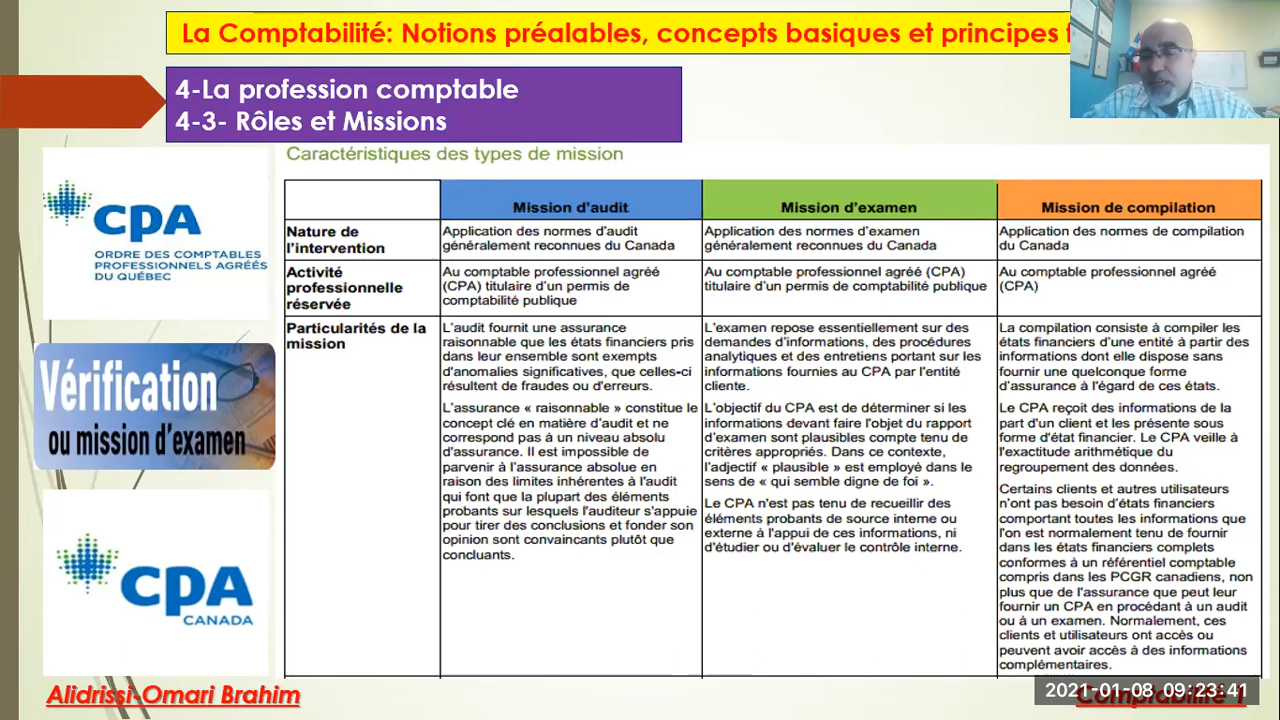 La Comptabilité: Notions préalables, concepts basiques et principes
4-La profession comptable
4-3- Rôles et Missions
CPA
ORDRE DES COMPTABLES
PROFESSIONNELS AGRÉÉS
DU QUÉBEC
Vérification
ou mission d'examen
CPA
CANADA
Caractéristiques des types de mission
Mission d'audit
Mission d'examen
Mission de compilation
Nature de
l'intervention
Application des normes d'audit
généralement reconnues du Canada
Application des normes d'examen
généralement reconnues du Canada
Application des normes de compilation
du Canada
Activité
professionnelle
réservée
Au comptable professionnel agréé
(CPA) titulaire d'un permis de
comptabilité publique
Au comptable professionnel agréé (CPA)
titulaire d'un permis de comptabilité publique
Au comptable professionnel agréé
(CPA)
Particularités de la
mission
L'audit fournit une assurance
raisonnable que les états financiers pris
dans leur ensemble sont exempts
d'anomalies significatives, que celles-ci
résultent de fraudes ou d'erreurs.
L'assurance « raisonnable » constitue le
concept clé en matière d'audit et ne
correspond pas à un niveau absolu
d'assurance. Il est impossible de
parvenir à l'assurance absolue en
raison des limites inhérentes à l'audit
qui font que la plupart des éléments
probants sur lesquels l'auditeur s'appuie
pour tirer des conclusions et fonder son
opinion sont convaincants plutôt que
concluants.
L'examen repose essentiellement sur des
demandes d'informations, des procédures
analytiques et des entretiens portant sur les
informations fournies au CPA par l'entité
cliente.
L'objectif du CPA est de déterminer si les
informations devant faire l'objet du rapport
d'examen sont plausibles compte tenu de
critères appropriés. Dans ce contexte,
l'adjectif « plausible » est employé dans le
sens de « qui semble digne de foi ».
Le CPA n'est pas tenu de recueillir des
éléments probants de source interne ou
externe à l'appui de ces informations, ni
d'étudier ou d'évaluer le contrôle interne.
La compilation consiste à compiler les
états financiers d'une entité à partir des
informations dont elle dispose sans
fournir une quelconque forme
d'assurance à l'égard de ces états.
Le CPA reçoit des informations de la
part d'un client et les présente sous
forme d'état financier. Le CPA veille à
l'exactitude arithmétique du
regroupement des données.
Certains clients et autres utilisateurs
n'ont pas besoin d'états financiers
comportant toutes les informations que
l'on est normalement tenu de fournir
dans les états financiers complets
conformes à un référentiel comptable
compris dans les PCGR canadiens, non
plus que de l'assurance que peut leur
fournir un CPA en procédant à un audit
ou à un examen. Normalement, ces
clients et utilisateurs ont accès ou
peuvent avoir accès à des informations
complémentaires.
Alidrissi-Omari Brahim
Comptabilité 1
2021-01-08 09:23:41